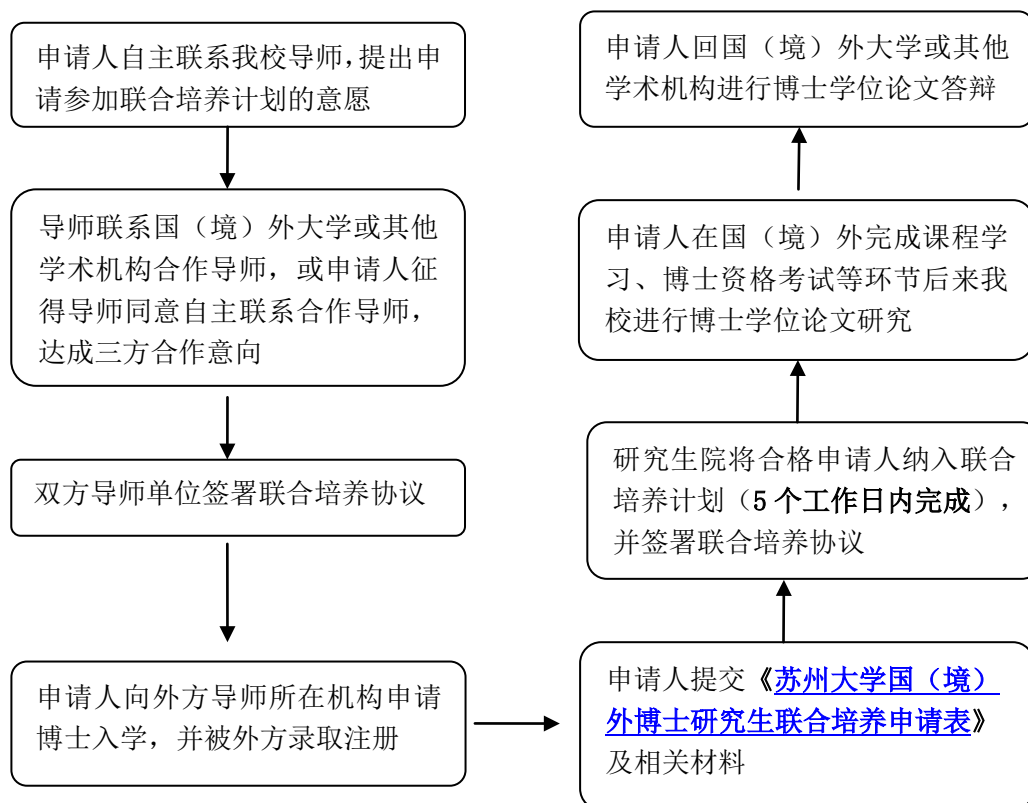 申请人自主联系我校导师,提出申
请参加联合培养计划的意愿
导师联系国（境）外大学或其他
学术机构合作导师，或申请人征
得导师同意自主联系合作导师，
达成三方合作意向
双方导师单位签署联合培养协议
申请人向外方导师所在机构申请
博士入学，并被外方录取注册
申请人提交《苏州大学国（境）
外博士研究生联合培养申请表》
及相关材料
研究生院将合格申请人纳入联合
培养计划（5 个工作日内完成），
并签署联合培养协议
申请人在国（境）外完成课程学
习、博士资格考试等环节后来我
校进行博士学位论文研究
申请人回国（境）外大学或其他
学术机构进行博士学位论文答辩